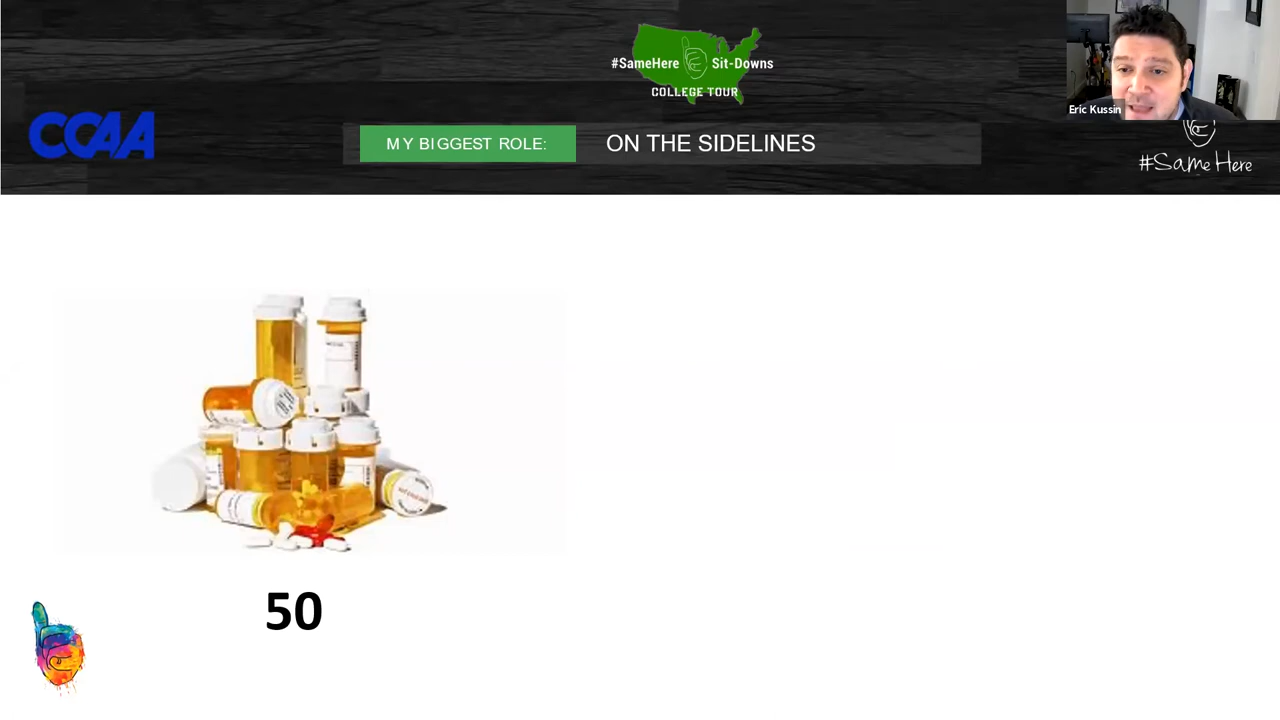 #SameHere Sit-Downs
COLLEGE TOUR
CCAA
MY BIGGEST ROLE:
ON THE SIDELINES
Eric Kussin
#SameHere
50